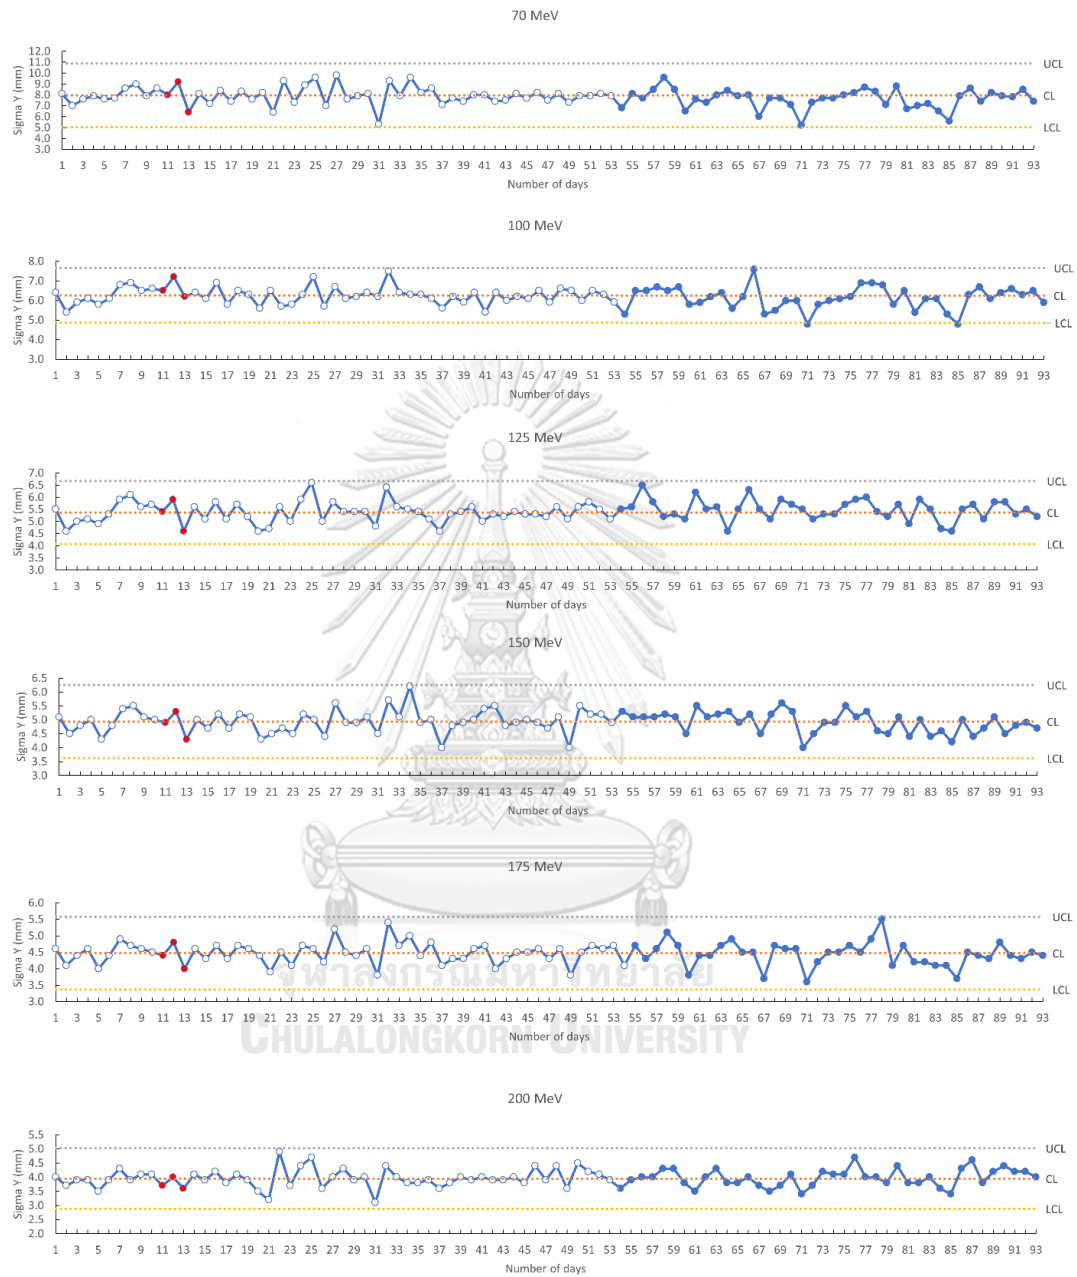 70 MeV
12.0
11.0
UCL
10.0
9.0
8.0
CL
7.0
6.0
5.0
LCL
4.0
3.0
Sigma Y (mm)
1 3 5 7 9 11 13 15 17 19 21 23 25 27 29 31 33 35 37 39 41 43 45 47 49 51 53 55 57 59 61 63 65 67 69 71 73 75 77 79 81 83 85 87 89 91 93
Number of days
100 MeV
8.0
UCL
7.0
6.0
CL
5.0
LCL
4.0
3.0
Sigma Y (mm)
1 3 5 7 9 11 13 15 17 19 21 23 25 27 29 31 33 35 37 39 41 43 45 47 49 51 53 55 57 59 61 63 65 67 69 71 73 75 77 79 81 83 85 87 89 91 93
Number of days
125 MeV
7.0
6.5
UCL
6.0
5.5
CL
5.0
4.5
4.0
LCL
3.5
3.0
Sigma Y (mm)
1 3 5 7 9 11 13 15 17 19 21 23 25 27 29 31 33 35 37 39 41 43 45 47 49 51 53 55 57 59 61 63 65 67 69 71 73 75 77 79 81 83 85 87 89 91 93
Number of days
150 MeV
6.5
UCL
6.0
5.5
5.0
CL
4.5
4.0
3.5
LCL
3.0
Sigma Y (mm)
1 3 5 7 9 11 13 15 17 19 21 23 25 27 29 31 33 35 37 39 41 43 45 47 49 51 53 55 57 59 61 63 65 67 69 71 73 75 77 79 81 83 85 87 89 91 93
Number of days
175 MeV
6.0
5.5
UCL
5.0
4.5
CL
4.0
3.5
LCL
3.0
Sigma Y (mm)
จุฬาลงกรณ์มหาวิทยาลัย
1 3 5 7 9 11 13 15 17 19 21 23 25 27 29 31 33 35 37 39 41 43 45 47 49 51 53 55 57 59 61 63 65 67 69 71 73 75 77 79 81 83 85 87 89 91 93
Number of days
CHULALONGKORN UNIVERSITY
200 MeV
5.5
5.0
UCL
4.5
4.0
CL
3.5
3.0
LCL
2.5
2.0
Sigma Y (mm)
1 3 5 7 9 11 13 15 17 19 21 23 25 27 29 31 33 35 37 39 41 43 45 47 49 51 53 55 57 59 61 63 65 67 69 71 73 75 77 79 81 83 85 87 89 91 93
Number of days